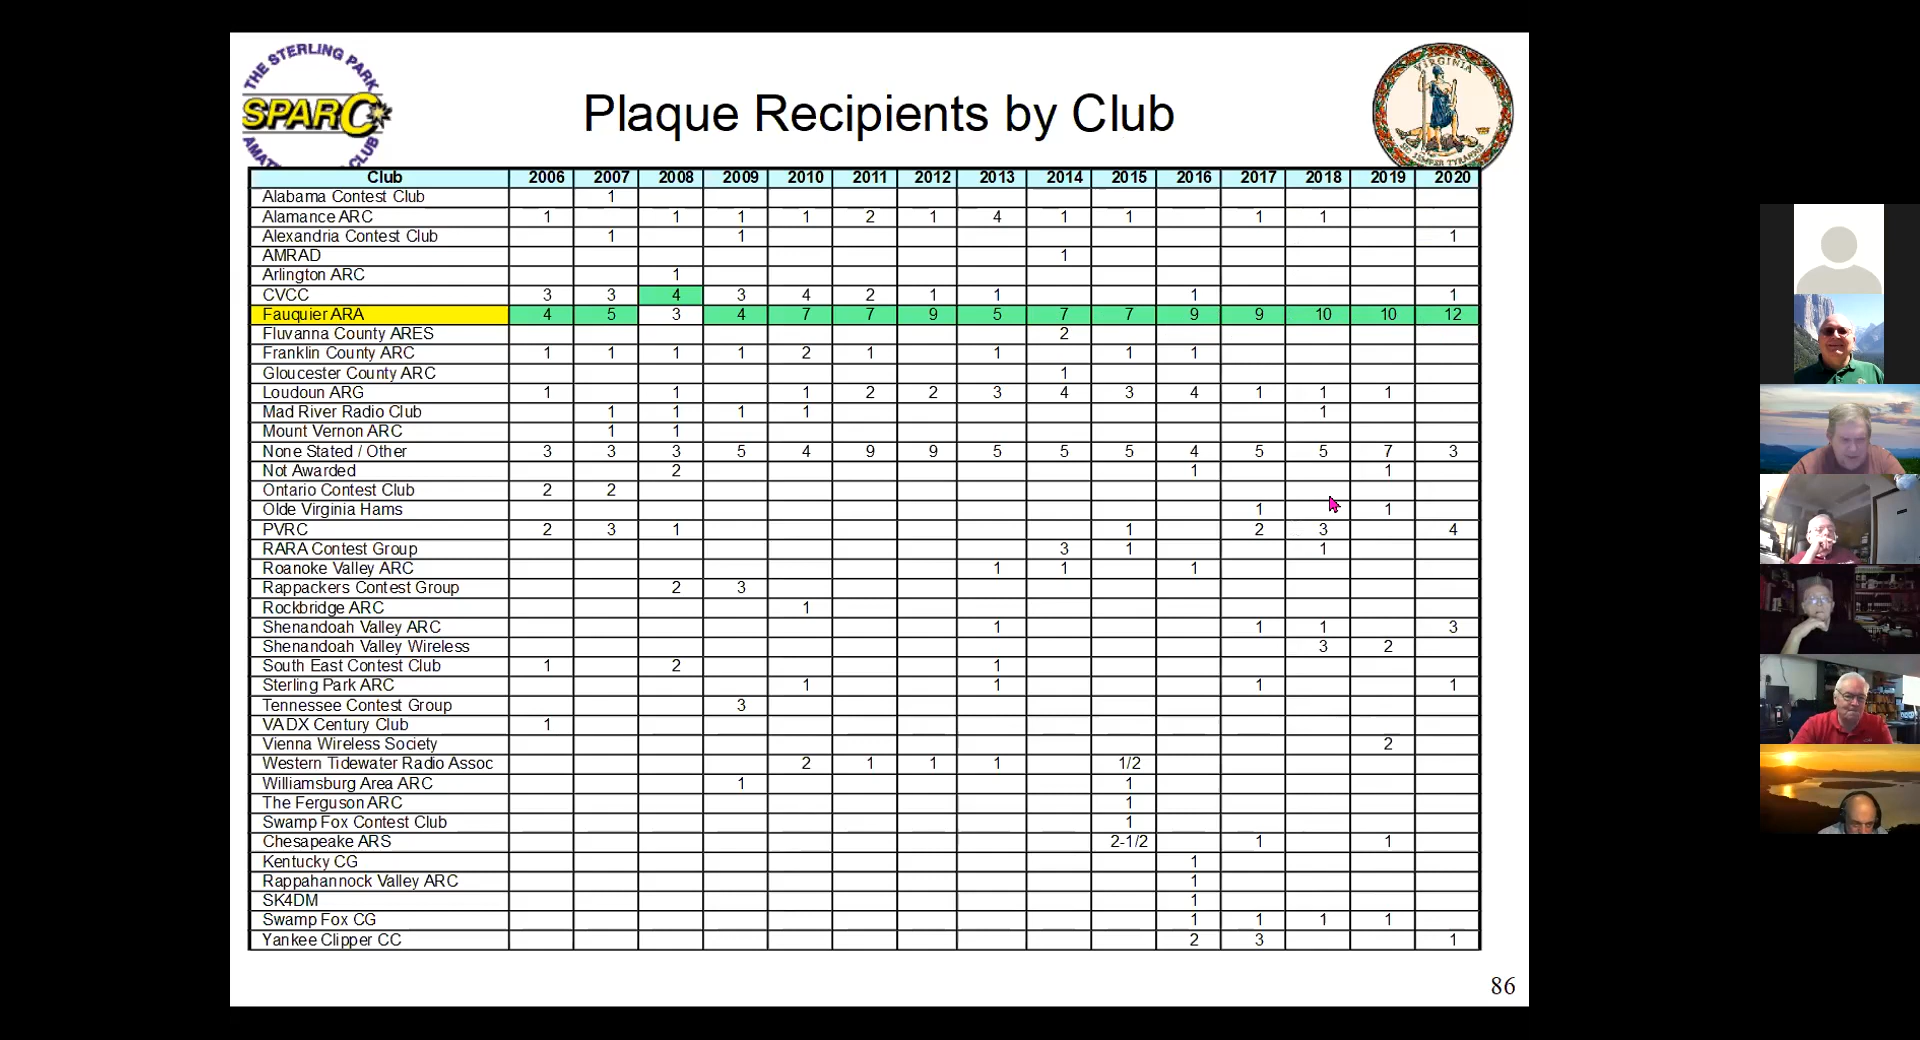 THE STERLING PARK
SPARC
CLUB
Plaque Recipients by Club
VIRGINIA
SIC SEMPER TYRANNIS
Club 2006 2007 2008 2009 2010 2011 2012 2013 2014 2015 2016 2017 2018 2019 2020
Alabama Contest Club 1
Alamance ARC 1 1 1 1 2 1 4 1 1 1 1
Alexandria Contest Club 1 1 1
AMRAD 1
Arlington ARC 1
CVCC 3 3 4 3 4 2 1 1 1 1
Fauquier ARA 4 5 3 4 7 7 9 5 7 7 9 9 10 10 12
Fluvanna County ARES 2
Franklin County ARC 1 1 1 1 2 1 1 1 1
Gloucester County ARC 1
Loudoun ARG 1 1 1 2 2 3 4 3 4 1 1 1
Mad River Radio Club 1 1 1 1 1
Mount Vernon ARC 1 1
None Stated / Other 3 3 3 5 4 9 9 5 5 5 4 5 5 7 3
Not Awarded 2 1 1
Ontario Contest Club 2 2
Olde Virginia Hams 1 1
PVRC 2 3 1 1 2 3 4
RARA Contest Group 3 1 1
Roanoke Valley ARC 1 1 1
Rappackers Contest Group 2 3
Rockbridge ARC 1
Shenandoah Valley ARC 1 1 1 3
Shenandoah Valley Wireless 3 2
South East Contest Club 1 2 1
Sterling Park ARC 1 1 1 1
Tennessee Contest Group 3
VADX Century Club 1
Vienna Wireless Society 2
Western Tidewater Radio Assoc 2 1 1 1 1/2
Williamsburg Area ARC 1 1
The Ferguson ARC 1
Swamp Fox Contest Club 1
Chesapeake ARS 2-1/2 1 1
Kentucky CG 1
Rappahannock Valley ARC 1
SK4DM 1
Swamp Fox CG 1 1 1 1
Yankee Clipper CC 2 3 1
86